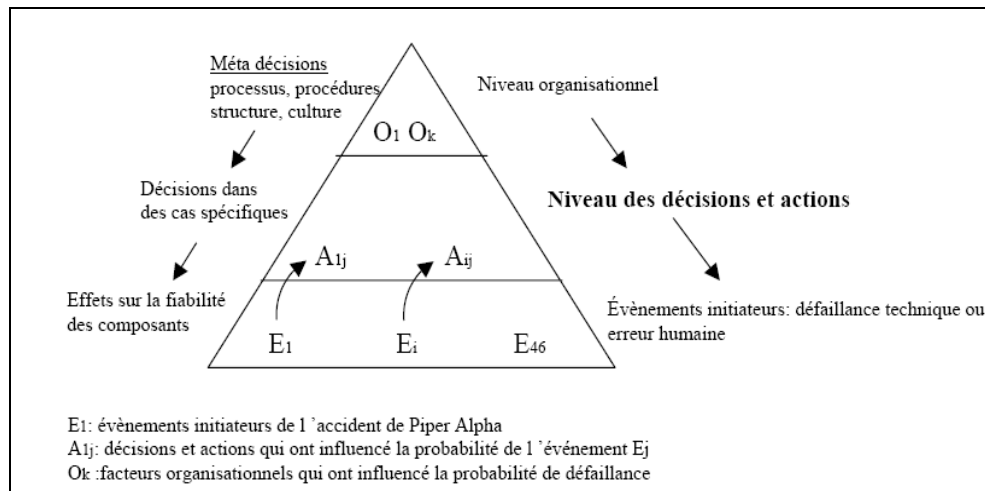 Méta décisions
processus, procédures
structure, culture
Niveau organisationnel
O1 Ok
Décisions dans
des cas spécifiques
Niveau des décisions et actions
A1j
Aij
Effets sur la fiabilité
des composants
Évènements initiateurs: défaillance technique ou
erreur humaine
E1
Ei
E46
E1: évènements initiateurs de l ’accident de Piper Alpha
A1j: décisions et actions qui ont influencé la probabilité de l ’événement Ej
Ok :facteurs organisationnels qui ont influencé la probabilité de défaillance